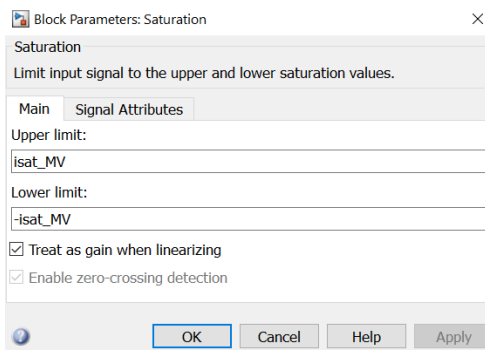 Block Parameters: Saturation
Saturation
Limit input signal to the upper and lower saturation values.
Main Signal Attributes
Upper limit:
isat_MV
Lower limit:
-isat_MV
Treat as gain when linearizing
Enable zero-crossing detection
OK Cancel Help Apply